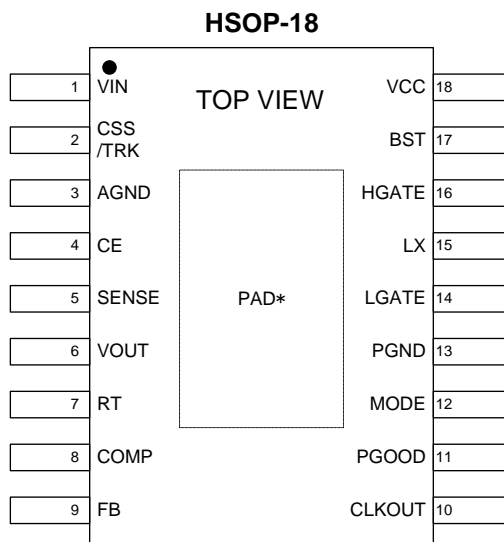 HSOP-18
TOP VIEW
1 VIN
2 CSS
/TRK
3 AGND
4 CE
5 SENSE
6 VOUT
7 RT
8 COMP
9 FB
PAD*
VCC 18
BST 17
HGATE 16
LX 15
LGATE 14
PGND 13
MODE 12
PGOOD 11
CLKOUT 10